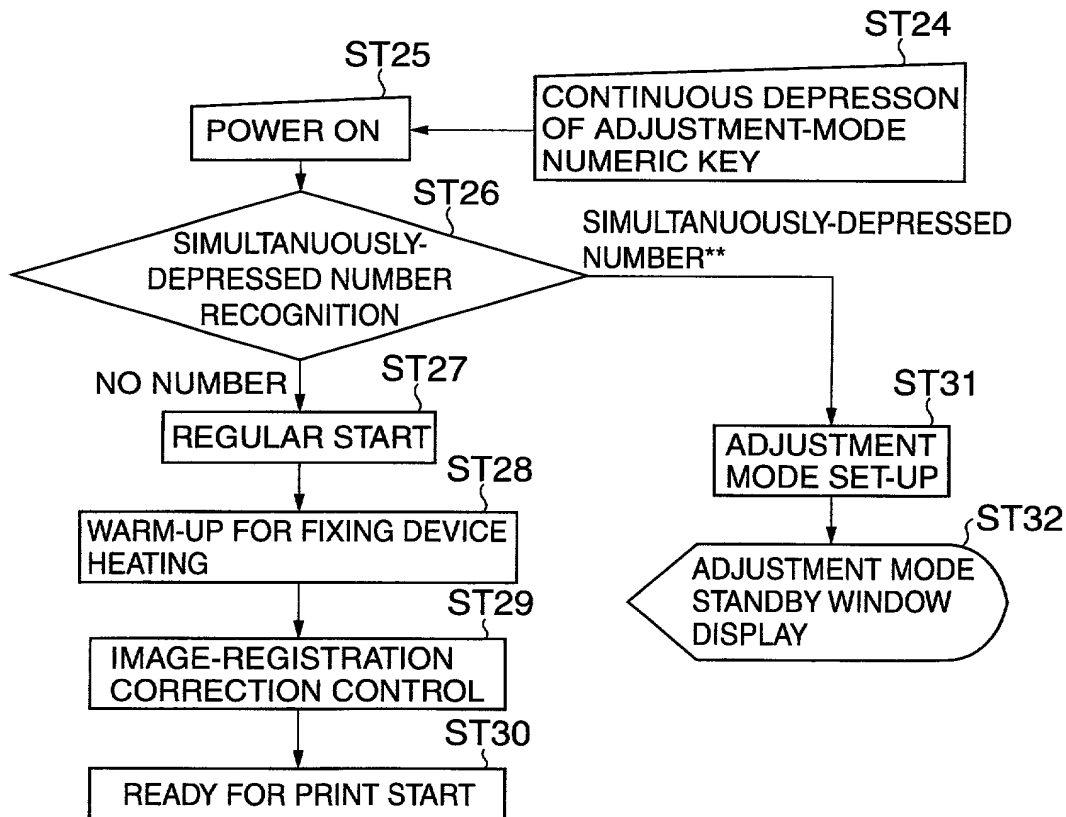 ST24
ST25
CONTINUOUS DEPRESSON
OF ADJUSTMENT-MODE
NUMERIC KEY
POWER ON
ST26
SIMULTANUOUSLY-
DEPRESSED NUMBER
RECOGNITION
SIMULTANUOUSLY-DEPRESSED
NUMBER**
NO NUMBER
ST27
REGULAR START
ST31
ADJUSTMENT
MODE SET-UP
ST28
WARM-UP FOR FIXING DEVICE
HEATING
ST32
ADJUSTMENT MODE
STANDBY WINDOW
DISPLAY
ST29
IMAGE-REGISTRATION
CORRECTION CONTROL
ST30
READY FOR PRINT START